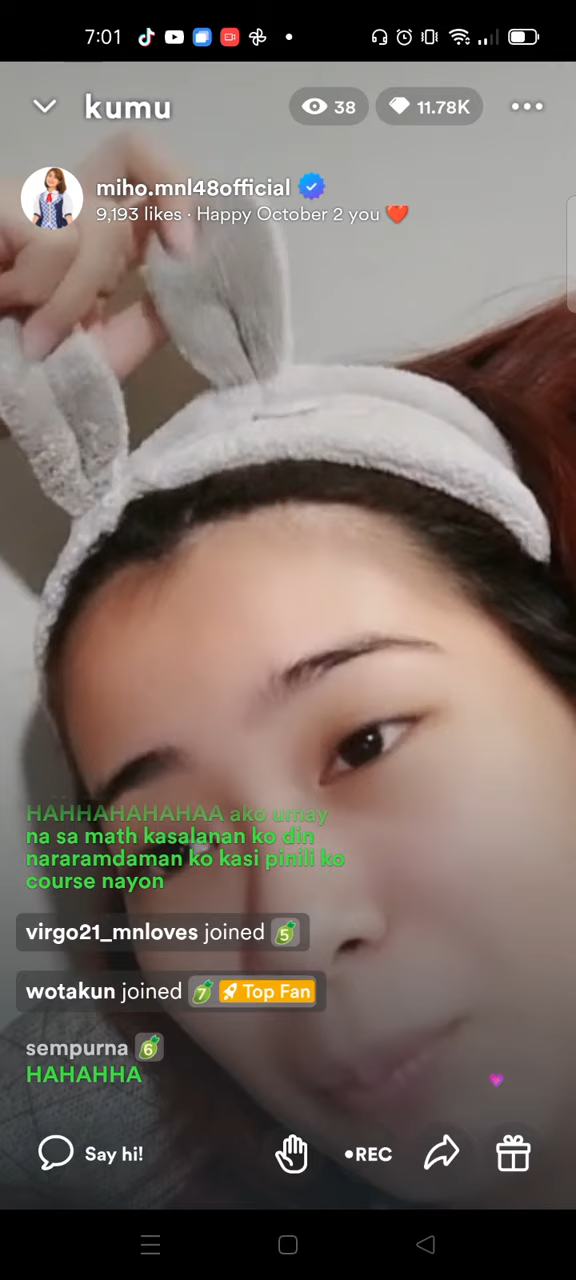 7:01
kumu
38
11.78K
miho.mnl48official
9,193 likes · Happy October 2 you ❤️
HAHHAHAHAHAA ako umay
na sa math kasalanan ko din
nararamdaman ko kasi pinili ko
course nayon
virgo21_mnloves joined 5
wotakun joined 7 Top Fan
sempurna 6
HAHAHHA
Say hi!
•REC